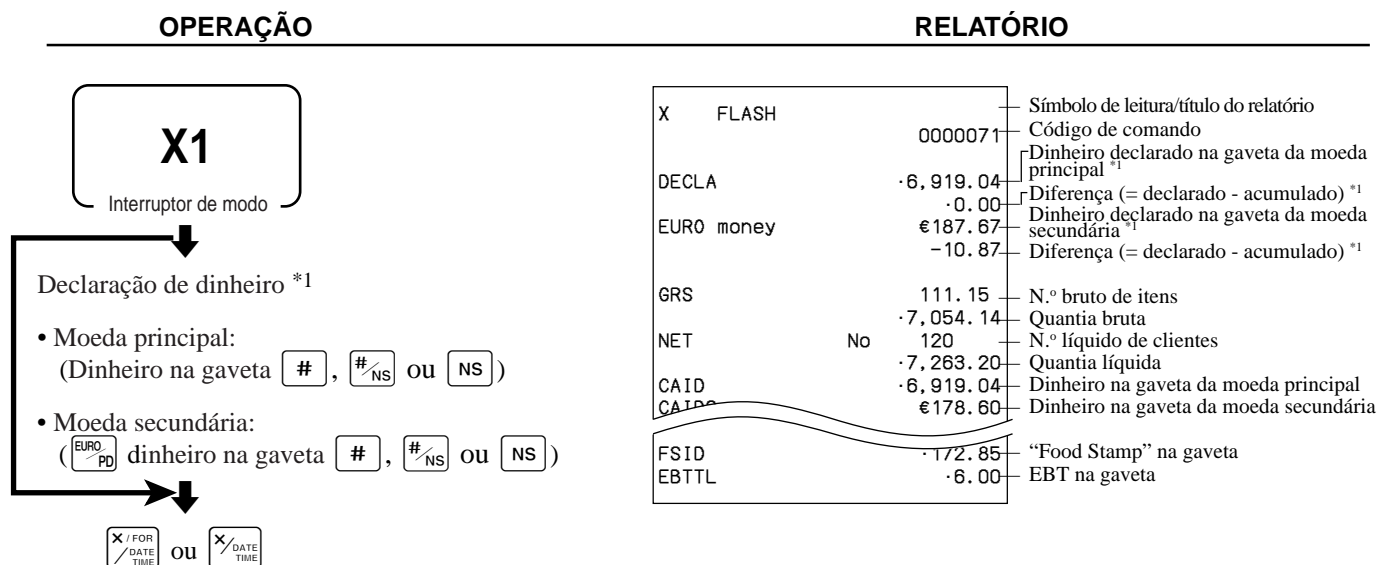 OPERAÇÃO
RELATÓRIO
X1
Interruptor de modo
Declaração de dinheiro *1
• Moeda principal:
(Dinheiro na gaveta #, #/NS ou NS)
• Moeda secundária:
(EURO/PD dinheiro na gaveta #, #/NS ou NS)
X / FOR / DATE TIME ou X / DATE TIME
X FLASH
0000071
DECLA ·6,919.04
·0.00
EURO money €187.67
-10.87
GRS 111.15
·7,054.14
NET No 120
·7,263.20
CAID ·6,919.04
€178.60
FSID ·172.85
EBTTL ·6.00
Símbolo de leitura/título do relatório
Código de comando
Dinheiro declarado na gaveta da moeda
principal *1
Diferença (= declarado - acumulado) *1
Dinheiro declarado na gaveta da moeda
secundária *1
Diferença (= declarado - acumulado) *1
N.º bruto de itens
Quantia bruta
N.º líquido de clientes
Quantia líquida
Dinheiro na gaveta da moeda principal
Dinheiro na gaveta da moeda secundária
“Food Stamp” na gaveta
EBT na gaveta